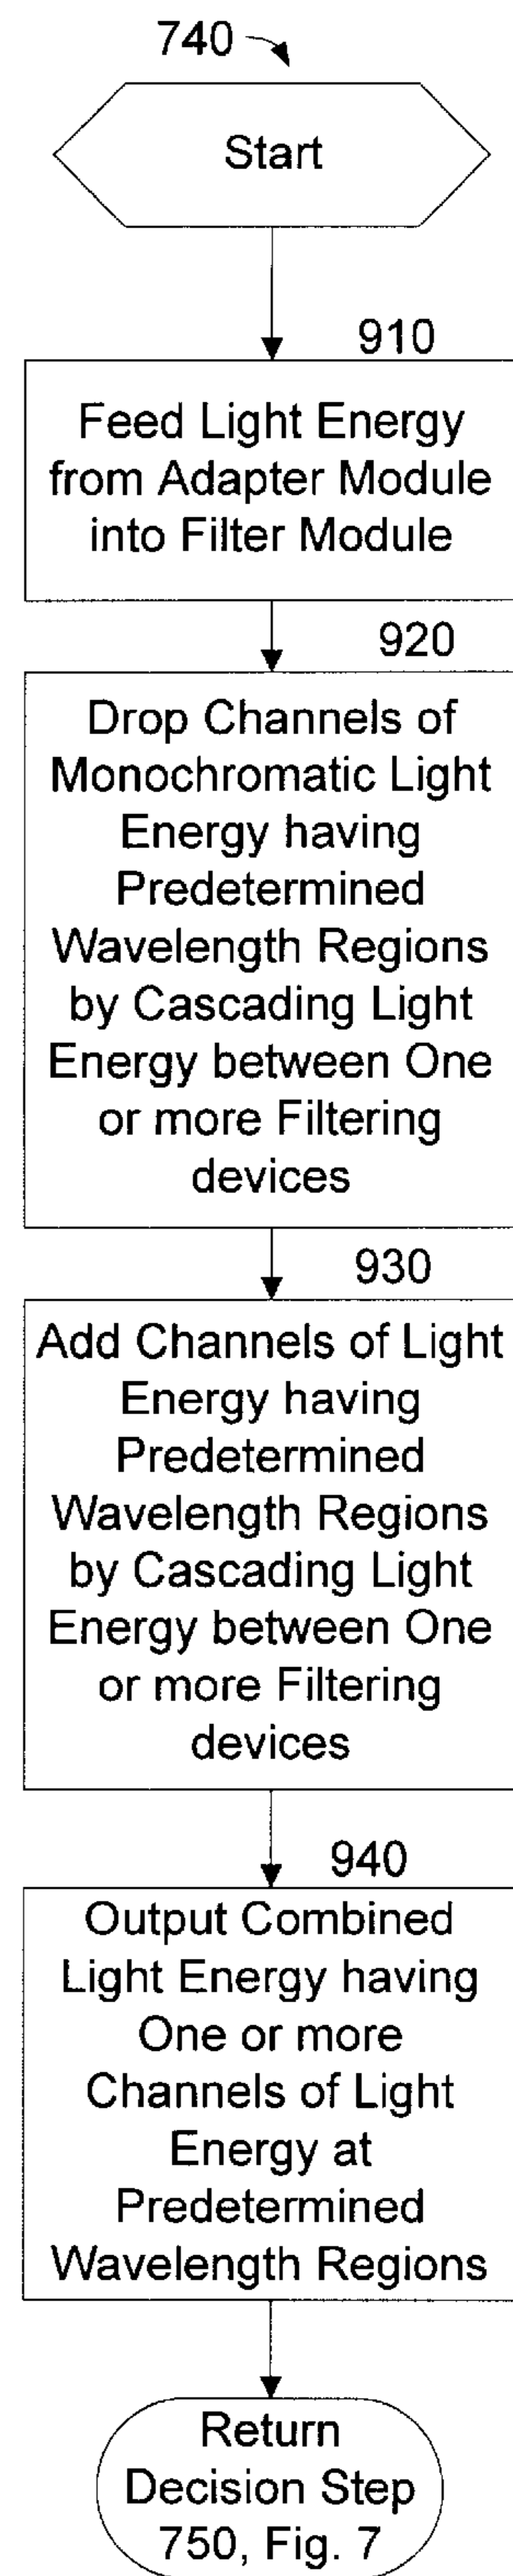 740
Start
910
Feed Light Energy
from Adapter Module
into Filter Module
920
Drop Channels of
Monochromatic Light
Energy having
Predetermined
Wavelength Regions
by Cascading Light
Energy between One
or more Filtering
devices
930
Add Channels of Light
Energy having
Predetermined
Wavelength Regions
by Cascading Light
Energy between One
or more Filtering
devices
940
Output Combined
Light Energy having
One or more
Channels of Light
Energy at
Predetermined
Wavelength Regions
Return
Decision Step
750, Fig. 7